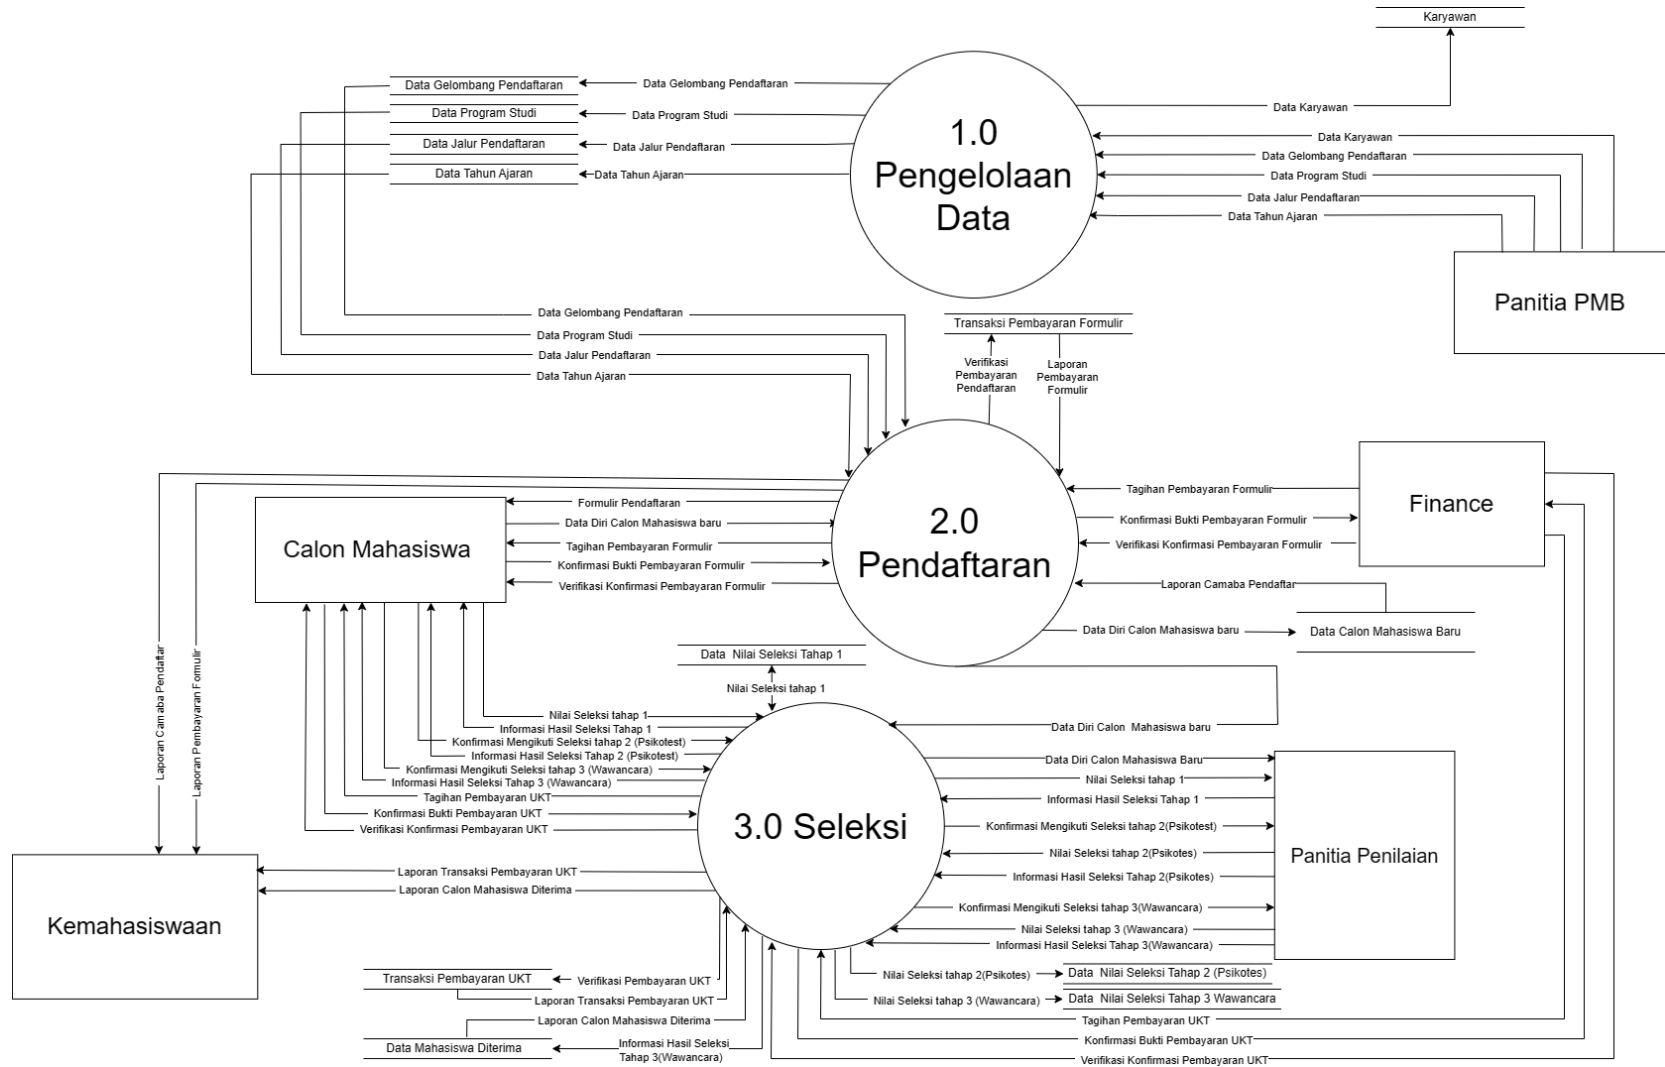 Karyawan
Data Karyawan
Data Gelombang Pendaftaran
Data Gelombang Pendaftaran
Data Program Studi
Data Program Studi
Data Jalur Pendaftaran
Data Jalur Pendaftaran
Data Tahun Ajaran
Data Tahun Ajaran
1.0
Pengelolaan
Data
Data Karyawan
Data Gelombang Pendaftaran
Data Program Studi
Data Jalur Pendaftaran
Data Tahun Ajaran
Panitia PMB
Data Gelombang Pendaftaran
Data Program Studi
Data Jalur Pendaftaran
Data Tahun Ajaran
Transaksi Pembayaran Formulir
Verifikasi
Pembayaran
Pendaftaran
Laporan
Pembayaran
Formulir
2.0
Pendaftaran
Finance
Tagihan Pembayaran Formulir
Konfirmasi Bukti Pembayaran Formulir
Verifikasi Konfirmasi Pembayaran Formulir
Laporan Camaba Pendaftar
Data Diri Calon Mahasiswa baru
Data Calon Mahasiswa Baru
Calon Mahasiswa
Formulir Pendaftaran
Data Diri Calon Mahasiswa baru
Tagihan Pembayaran Formulir
Konfirmasi Bukti Pembayaran Formulir
Verifikasi Konfirmasi Pembayaran Formulir
Laporan Camaba Pendaftar
Laporan Pembayaran Formulir
Data Nilai Seleksi Tahap 1
Nilai Seleksi tahap 1
Nilai Seleksi tahap 1
Informasi Hasil Seleksi Tahap 1
Konfirmasi Mengikuti Seleksi tahap 2 (Psikotest)
Informasi Hasil Seleksi Tahap 2 (Psikotest)
Konfirmasi Mengikuti Seleksi tahap 3 (Wawancara)
Informasi Hasil Seleksi Tahap 3 (Wawancara)
Tagihan Pembayaran UKT
Konfirmasi Bukti Pembayaran UKT
Verifikasi Konfirmasi Pembayaran UKT
3.0 Seleksi
Data Diri Calon Mahasiswa baru
Data Diri Calon Mahasiswa Baru
Nilai Seleksi tahap 1
Informasi Hasil Seleksi Tahap 1
Konfirmasi Mengikuti Seleksi tahap 2(Psikotest)
Nilai Seleksi tahap 2(Psikotes)
Informasi Hasil Seleksi Tahap 2(Psikotes)
Konfirmasi Mengikuti Seleksi tahap 3(Wawancara)
Nilai Seleksi tahap 3 (Wawancara)
Informasi Hasil Seleksi Tahap 3(Wawancara)
Panitia Penilaian
Kemahasiswaan
Laporan Transaksi Pembayaran UKT
Laporan Calon Mahasiswa Diterima
Transaksi Pembayaran UKT
Verifikasi Pembayaran UKT
Laporan Transaksi Pembayaran UKT
Laporan Calon Mahasiswa Diterima
Data Mahasiswa Diterima
Informasi Hasil Seleksi
Tahap 3(Wawancara)
Nilai Seleksi tahap 2(Psikotes)
Data Nilai Seleksi Tahap 2 (Psikotes)
Nilai Seleksi tahap 3 (Wawancara)
Data Nilai Seleksi Tahap 3 Wawancara
Tagihan Pembayaran UKT
Konfirmasi Bukti Pembayaran UKT
Verifikasi Konfirmasi Pembayaran UKT